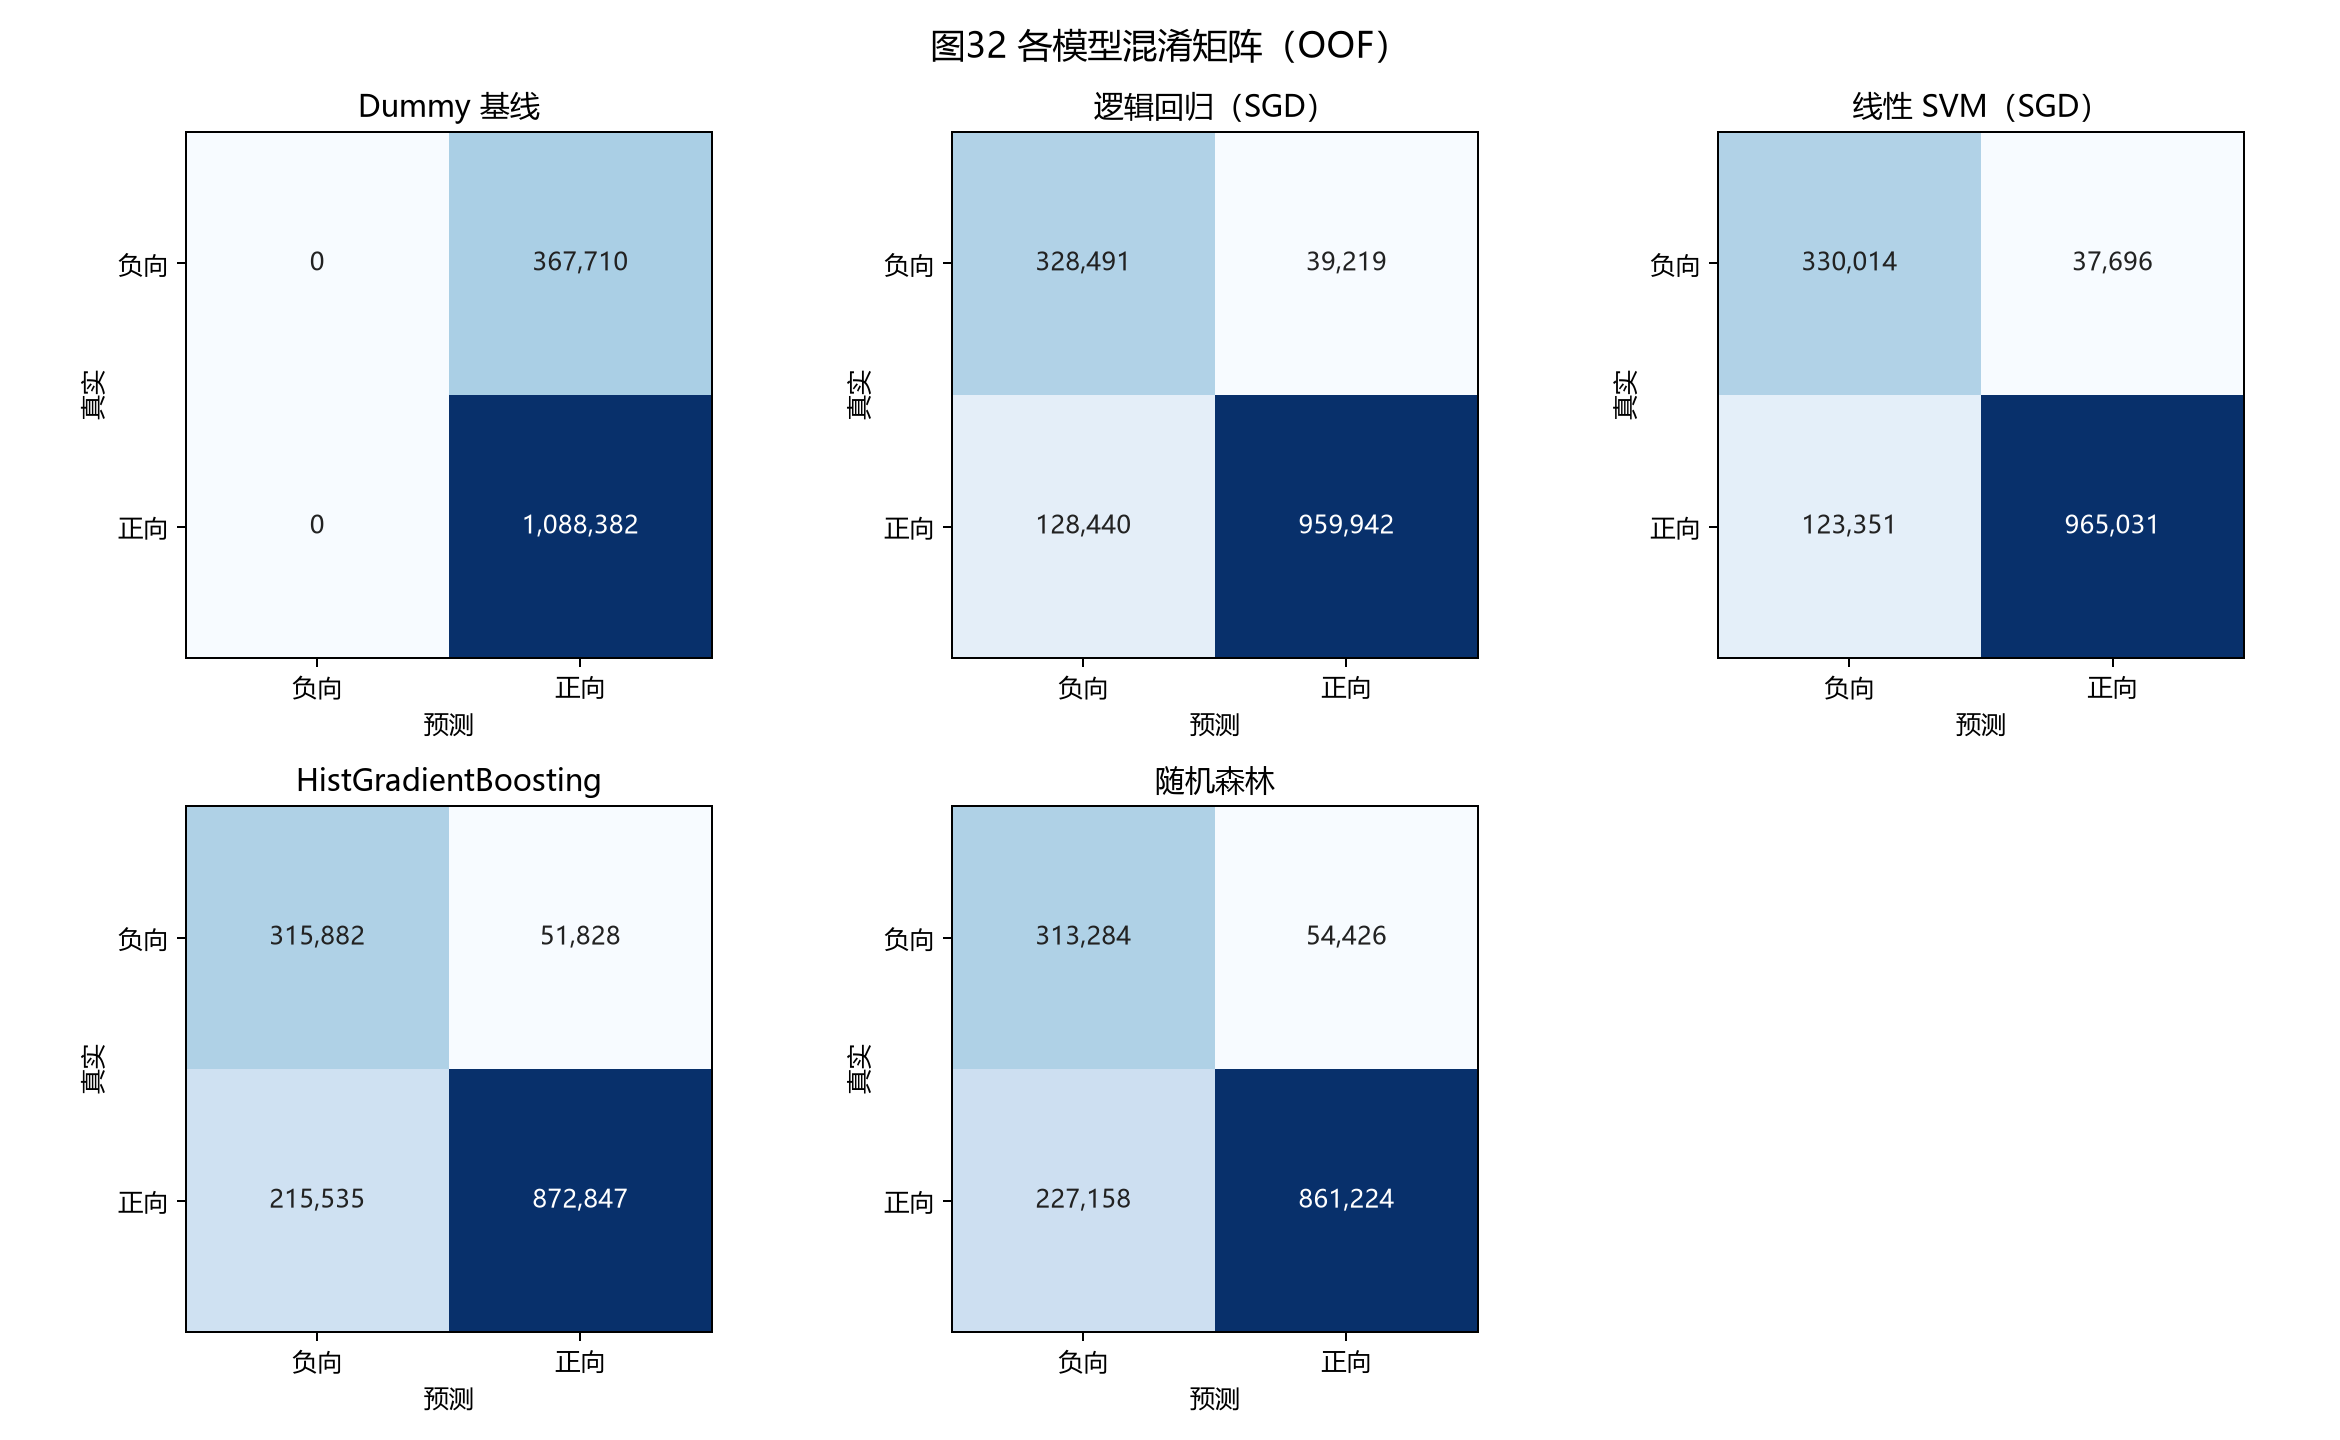 图32 各模型混淆矩阵（OOF）
Dummy 基线
负向
0
367,710
真实
正向
0
1,088,382
负向
正向
预测
逻辑回归（SGD）
负向
328,491
39,219
真实
正向
128,440
959,942
负向
正向
预测
线性 SVM（SGD）
负向
330,014
37,696
真实
正向
123,351
965,031
负向
正向
预测
HistGradientBoosting
负向
315,882
51,828
真实
正向
215,535
872,847
负向
正向
预测
随机森林
负向
313,284
54,426
真实
正向
227,158
861,224
负向
正向
预测